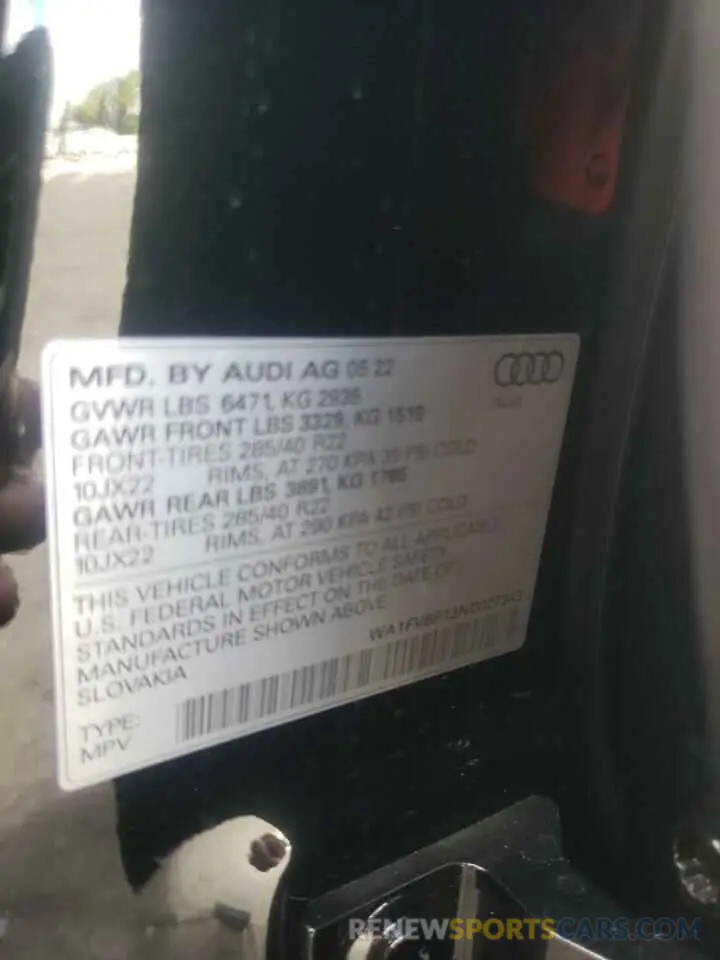 MFD. BY AUDI AG 05 22
GVWR LBS 6471, KG 2935
GAWR FRONT LBS 3329, KG 1510
FRONT-TIRES 285/40 R22
10JX22 RIMS, AT 270 KPA 39 PSI COLD
GAWR REAR LBS 3891, KG 1765
REAR-TIRES 285/40 R22
10JX22 RIMS, AT 290 KPA 42 PSI COLD
THIS VEHICLE CONFORMS TO ALL APPLICABLE
U.S. FEDERAL MOTOR VEHICLE SAFETY
STANDARDS IN EFFECT ON THE DATE OF
MANUFACTURE SHOWN ABOVE
SLOVAKIA
TYPE:
MPV
RENEWSPORTSCARS.COM